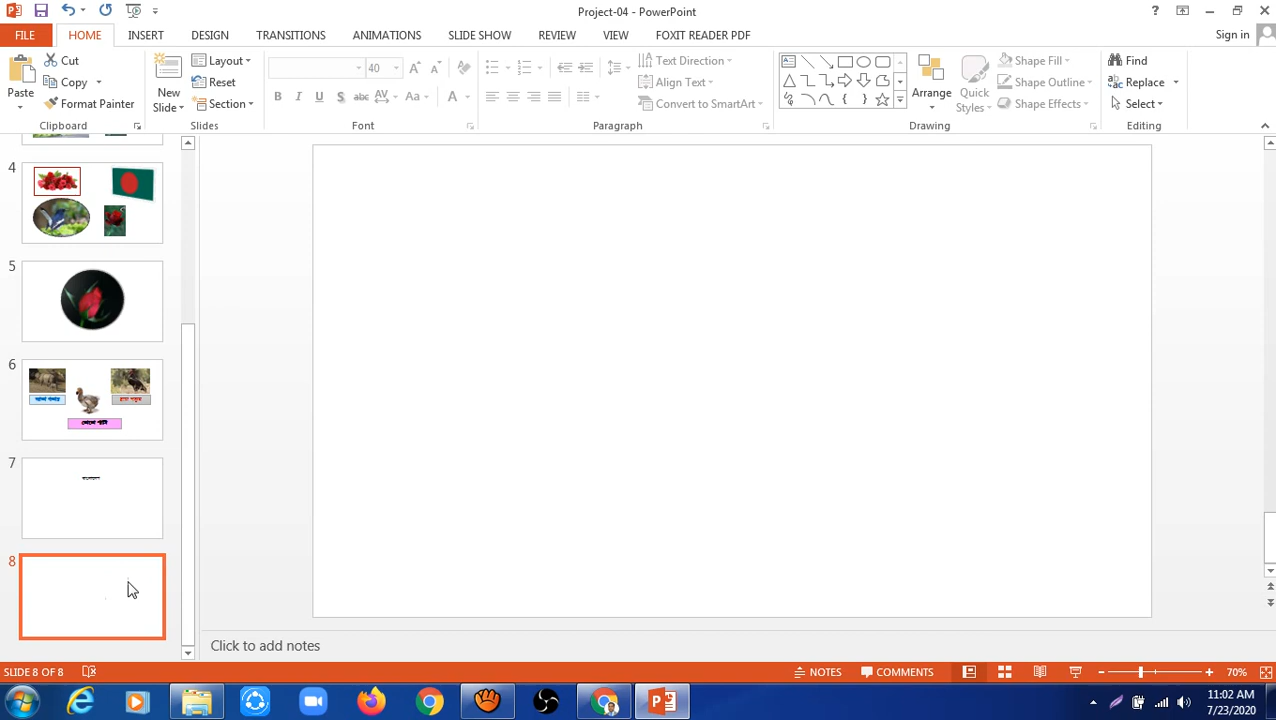 Project-04 - PowerPoint
FILE HOME INSERT DESIGN TRANSITIONS ANIMATIONS SLIDE SHOW REVIEW VIEW FOXIT READER PDF Sign in
Paste Cut Copy Format Painter
New Slide Layout Reset Section
40
B I U S abc AV Aa A
Text Direction Align Text Convert to SmartArt
Arrange Quick Styles Shape Fill Shape Outline Shape Effects
Find Replace Select
Clipboard Slides Font Paragraph Drawing Editing
4
5
6
7
8
Click to add notes
SLIDE 8 OF 8 NOTES COMMENTS 70%
11:02 AM
7/23/2020